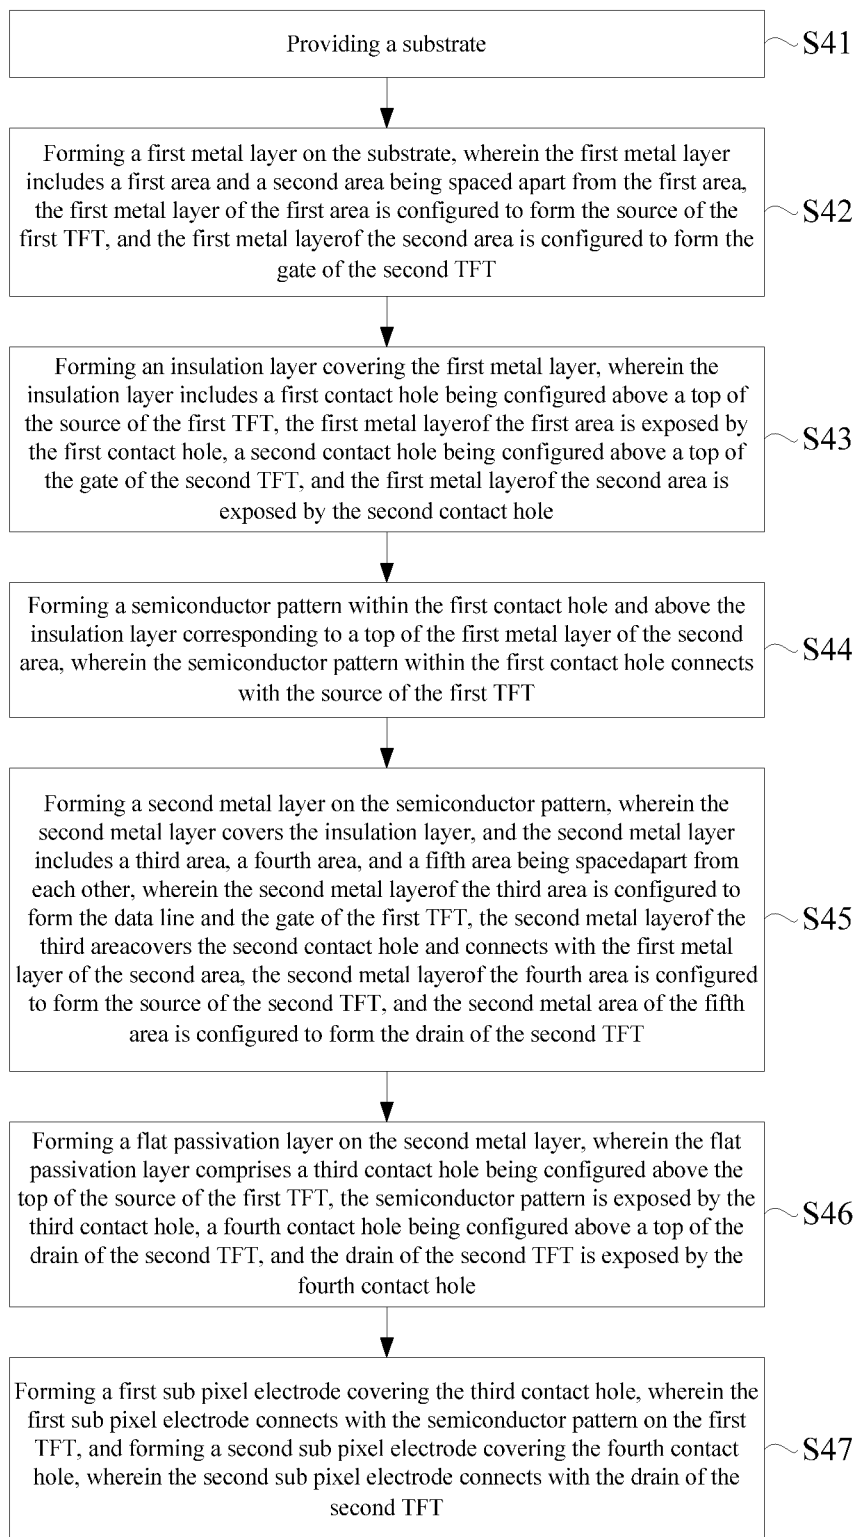 Providing a substrate
S41
Forming a first metal layer on the substrate, wherein the first metal layer
includes a first area and a second area being spaced apart from the first area,
the first metal layer of the first area is configured to form the source of the
first TFT, and the first metal layerof the second area is configured to form the
gate of the second TFT
S42
Forming an insulation layer covering the first metal layer, wherein the
insulation layer includes a first contact hole being configured above a top of
the source of the first TFT, the first metal layerof the first area is exposed by
the first contact hole, a second contact hole being configured above a top of
the gate of the second TFT, and the first metal layerof the second area is
exposed by the second contact hole
S43
Forming a semiconductor pattern within the first contact hole and above the
insulation layer corresponding to a top of the first metal layer of the second
area, wherein the semiconductor pattern within the first contact hole connects
with the source of the first TFT
S44
Forming a second metal layer on the semiconductor pattern, wherein the
second metal layer covers the insulation layer, and the second metal layer
includes a third area, a fourth area, and a fifth area being spacedapart from
each other, wherein the second metal layerof the third area is configured to
form the data line and the gate of the first TFT, the second metal layerof the
third areacovers the second contact hole and connects with the first metal
layer of the second area, the second metal layerof the fourth area is configured
to form the source of the second TFT, and the second metal area of the fifth
area is configured to form the drain of the second TFT
S45
Forming a flat passivation layer on the second metal layer, wherein the flat
passivation layer comprises a third contact hole being configured above the
top of the source of the first TFT, the semiconductor pattern is exposed by the
third contact hole, a fourth contact hole being configured above a top of the
drain of the second TFT, and the drain of the second TFT is exposed by the
fourth contact hole
S46
Forming a first sub pixel electrode covering the third contact hole, wherein the
first sub pixel electrode connects with the semiconductor pattern on the first
TFT, and forming a second sub pixel electrode covering the fourth contact
hole, wherein the second sub pixel electrode connects with the drain of the
second TFT
S47